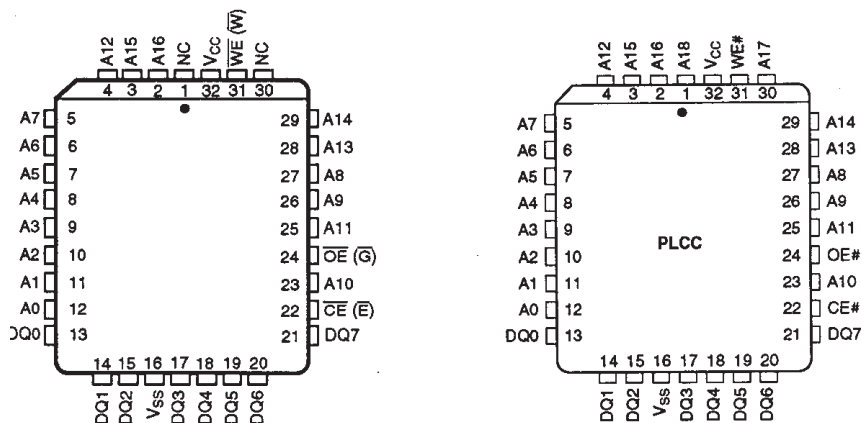 A12 A15 A16 NC VCC WE (W) NC
4 3 2 1 32 31 30
A7 5 29 A14
A6 6 28 A13
A5 7 27 A8
A4 8 26 A9
A3 9 25 A11
A2 10 24 OE (G)
A1 11 23 A10
A0 12 22 CE (E)
DQ0 13 21 DQ7
14 15 16 17 18 19 20
DQ1 DQ2 VSS DQ3 DQ4 DQ5 DQ6
A12 A15 A16 A18 VCC WE# A17
4 3 2 1 32 31 30
A7 5 29 A14
A6 6 28 A13
A5 7 27 A8
A4 8 26 A9
A3 9 25 A11
PLCC
A2 10 24 OE#
A1 11 23 A10
A0 12 22 CE#
DQ0 13 21 DQ7
14 15 16 17 18 19 20
DQ1 DQ2 VSS DQ3 DQ4 DQ5 DQ6